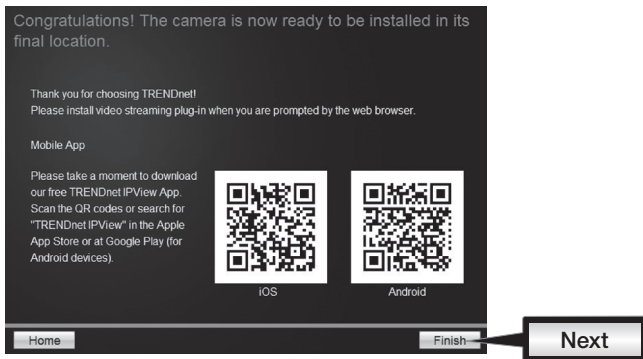 Congratulations! The camera is now ready to be installed in its
final location.
Thank you for choosing TRENDnet!
Please install video streaming plug-in when you are prompted by the web browser.
Mobile App
Please take a moment to download
our free TRENDnet IPView App.
Scan the QR codes or search for
"TRENDnet IPView" in the Apple
App Store or at Google Play (for
Android devices).
iOS
Android
Home
Finish
Next